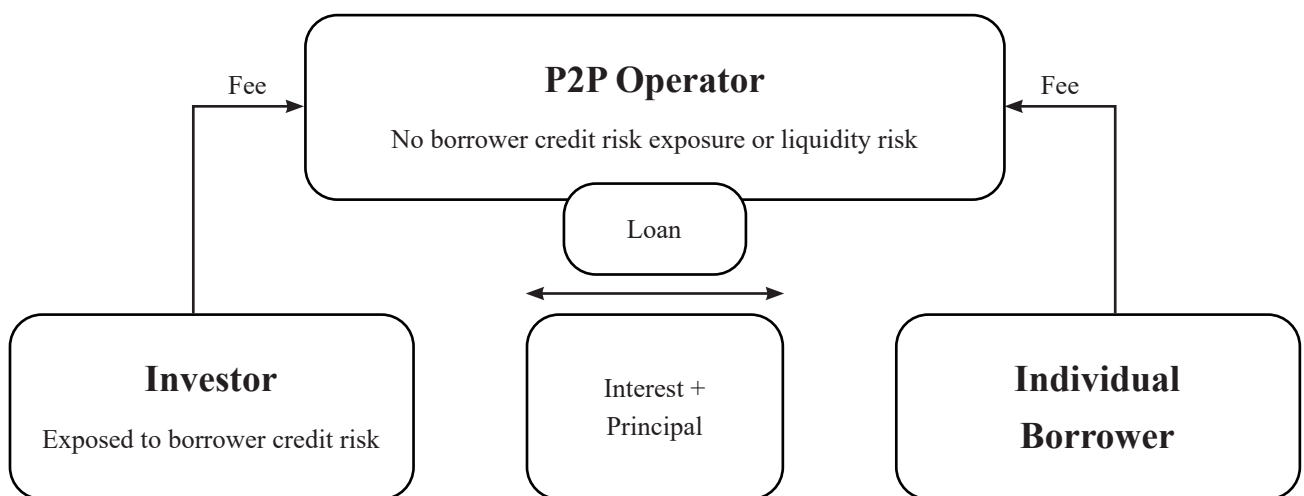 P2P Operator
Fee
Fee
No borrower credit risk exposure or liquidity risk
Loan
Investor
Exposed to borrower credit risk
Interest +
Principal
Individual
Borrower